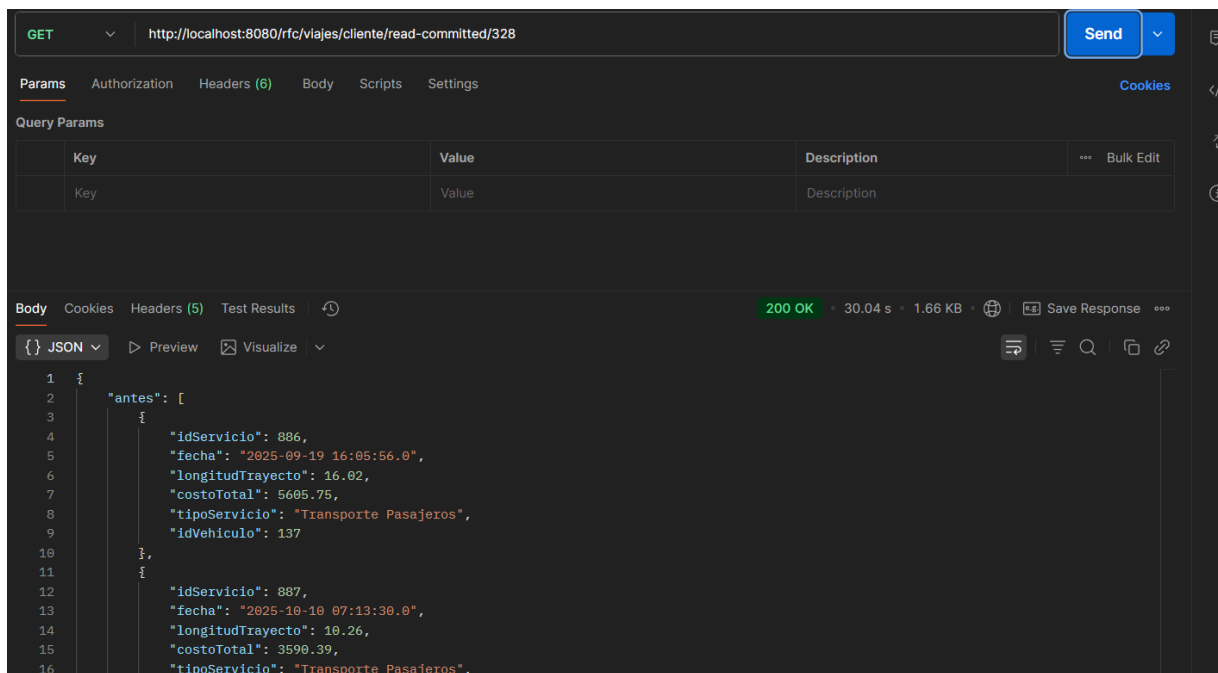 GET http://localhost:8080/rfc/viajes/cliente/read-committed/328 Send
Params Authorization Headers (6) Body Scripts Settings Cookies
Query Params
Key Value Description Bulk Edit
Key Value Description
Body Cookies Headers (5) Test Results 200 OK 30.04 s 1.66 KB e.g. Save Response
{} JSON Preview Visualize
1 {
2 "antes": [
3 {
4 "idServicio": 886,
5 "fecha": "2025-09-19 16:05:56.0",
6 "longitudTrayecto": 16.02,
7 "costoTotal": 5605.75,
8 "tipoServicio": "Transporte Pasajeros",
9 "idVehiculo": 137
10 },
11 {
12 "idServicio": 887,
13 "fecha": "2025-10-10 07:13:30.0",
14 "longitudTrayecto": 10.26,
15 "costoTotal": 3590.39,
16 "tipoServicio": "Transporte Pasajeros",